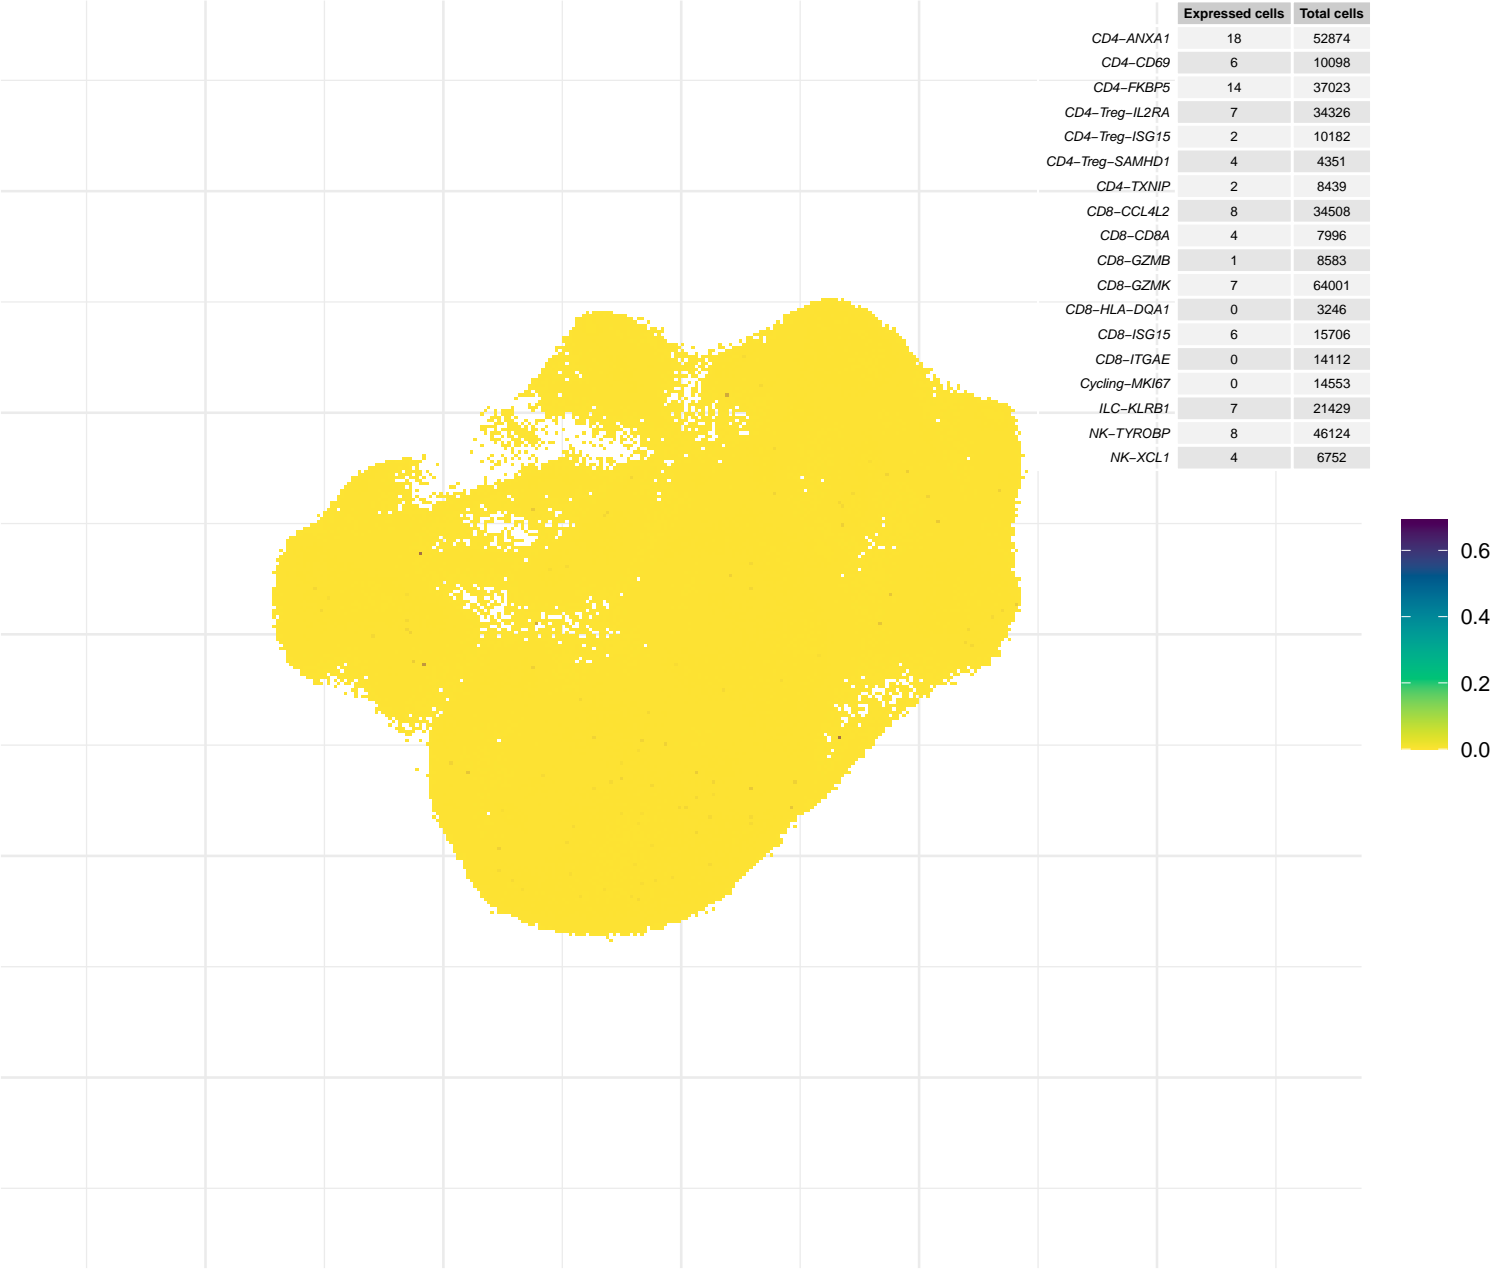 Expressed cells Total cells
CD4−ANXA1 18 52874
CD4−CD69 6 10098
CD4−FKBP5 14 37023
CD4−Treg−IL2RA 7 34326
CD4−Treg−ISG15 2 10182
CD4−Treg−SAMHD1 4 4351
CD4−TXNIP 2 8439
CD8−CCL4L2 8 34508
CD8−CD8A 4 7996
CD8−GZMB 1 8583
CD8−GZMK 7 64001
CD8−HLA−DQA1 0 3246
CD8−ISG15 6 15706
CD8−ITGAE 0 14112
Cycling−MKI67 0 14553
ILC−KLRB1 7 21429
NK−TYROBP 8 46124
NK−XCL1 4 6752
0.6
0.4
0.2
0.0